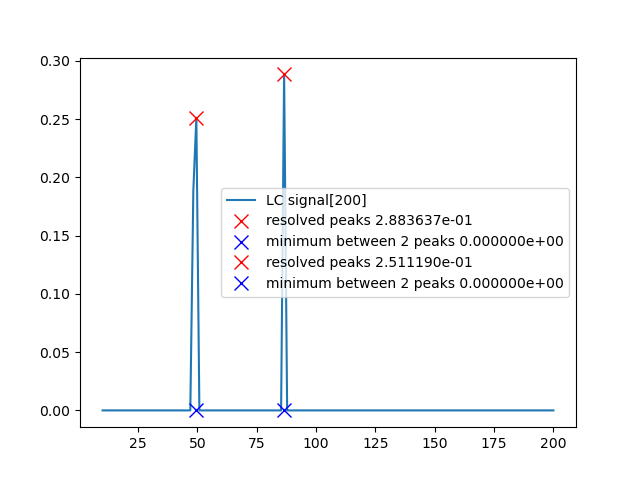 0.30
0.25
0.20
0.15
0.10
0.05
0.00
LC signal[200]
resolved peaks 2.883637e-01
minimum between 2 peaks 0.000000e+00
resolved peaks 2.511190e-01
minimum between 2 peaks 0.000000e+00
25 50 75 100 125 150 175 200